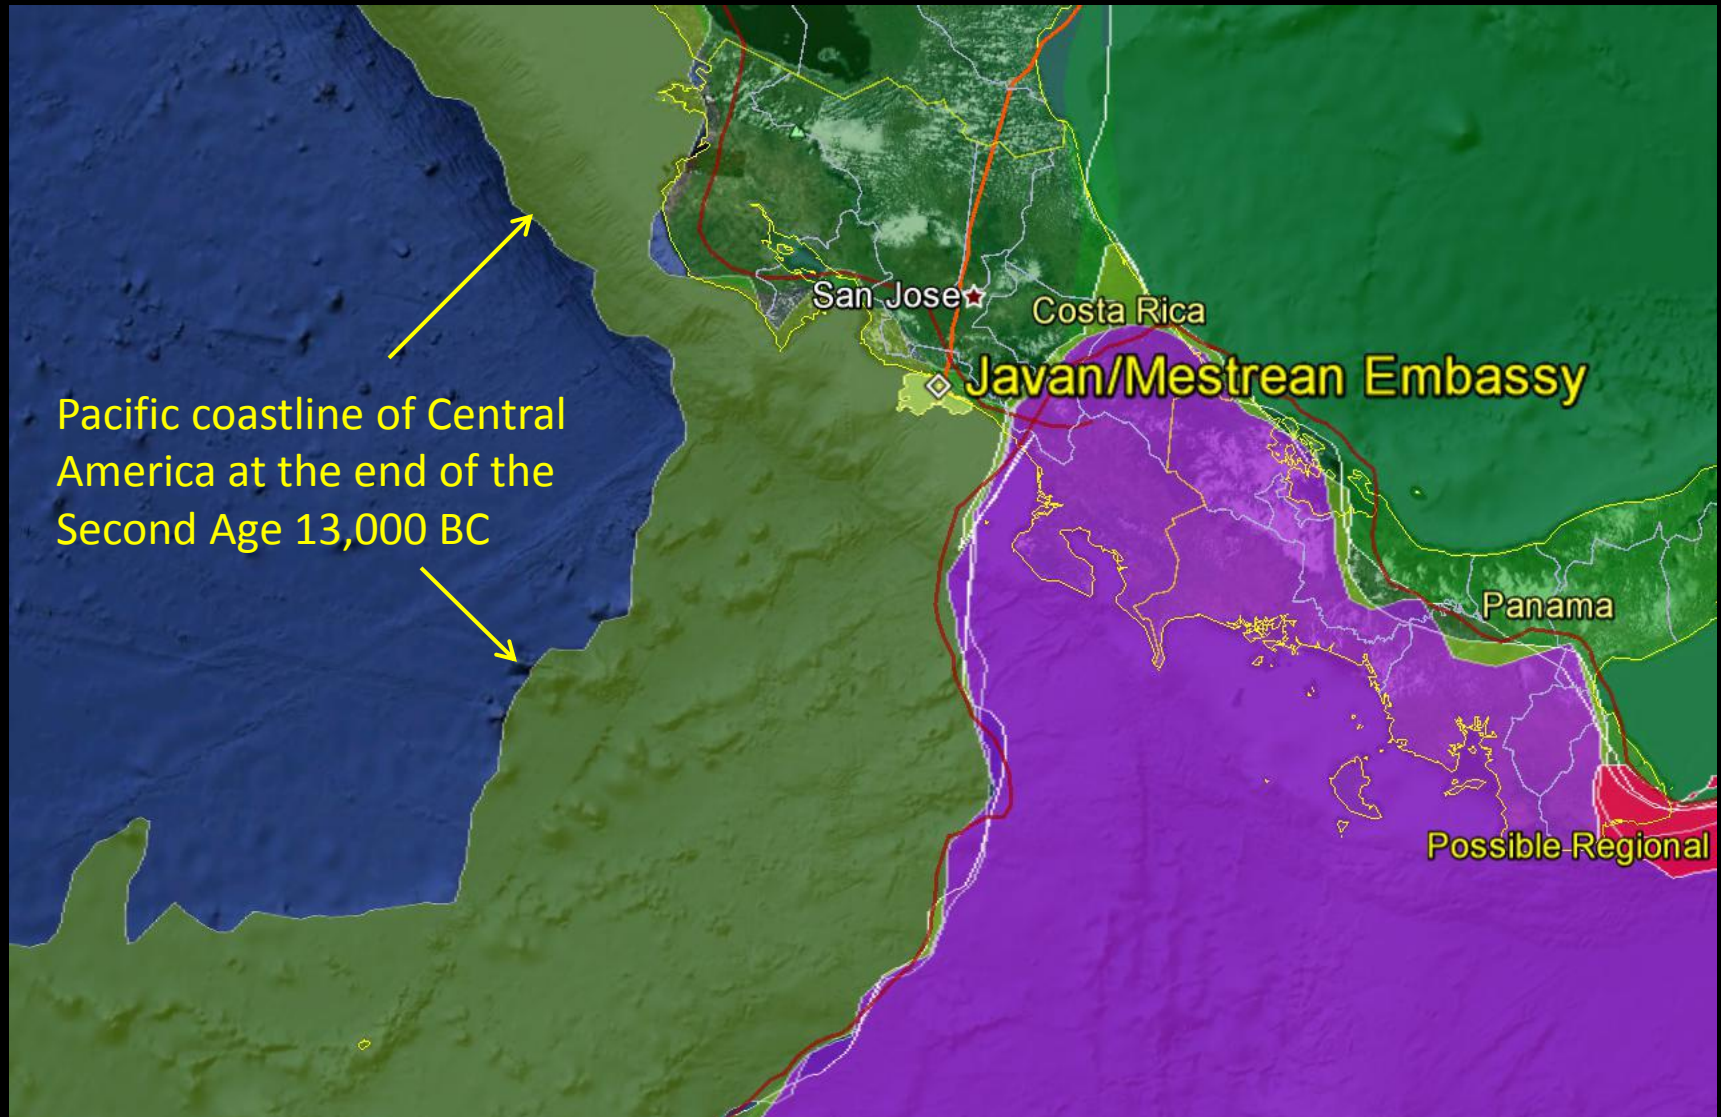 San Jose
Costa Rica
Javan/Mestrean Embassy
Pacific coastline of Central
America at the end of the
Second Age 13,000 BC
Panama
Possible Regional